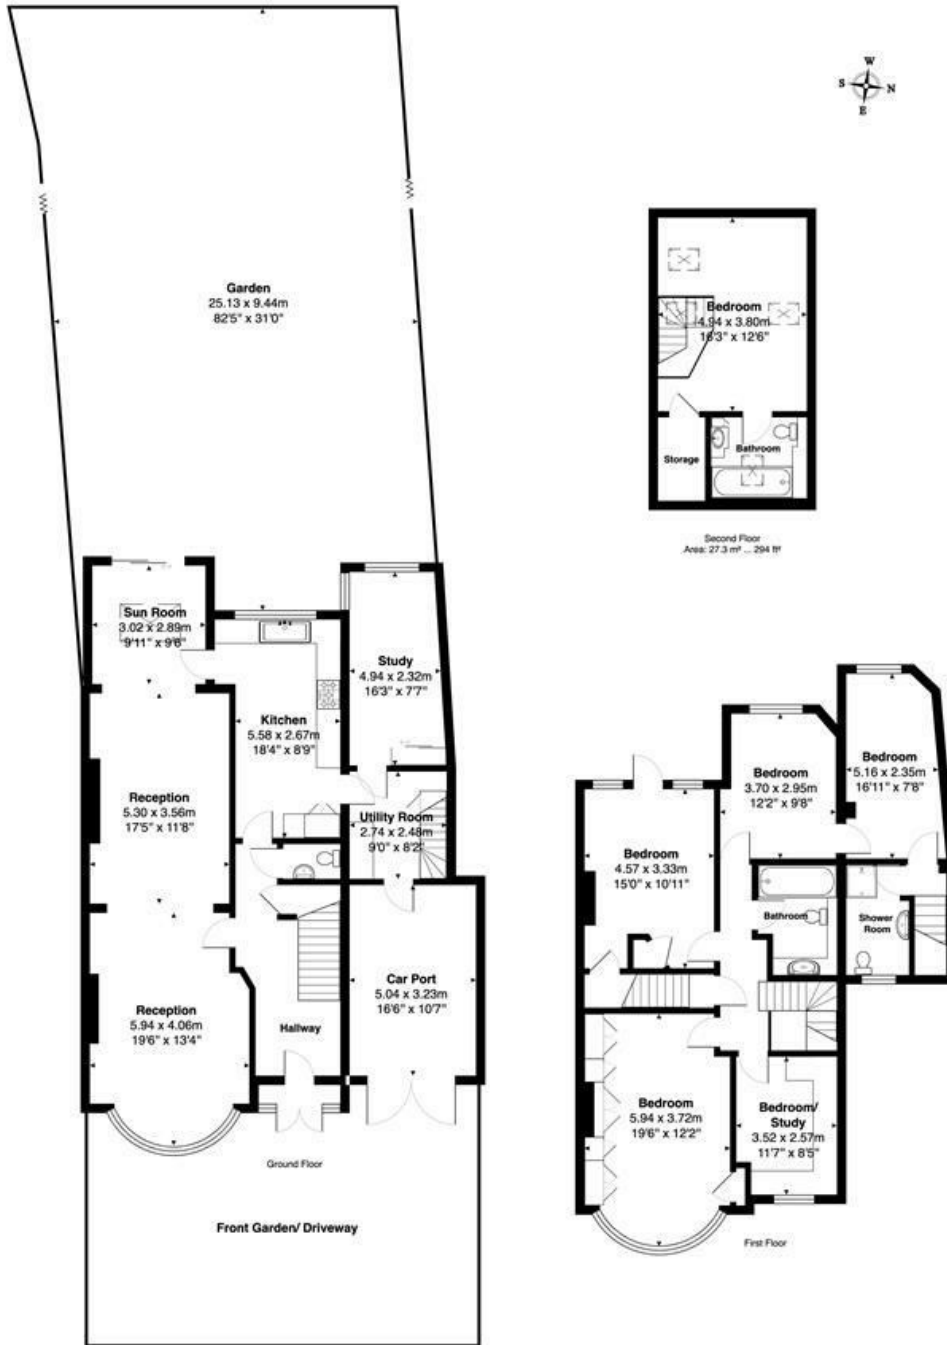 W
S
N
E
Garden
25.13 x 9.44m
82'5" x 31'0"
Bedroom
4.94 x 3.80m
16'3" x 12'6"
Storage
Bathroom
Second Floor
Area: 27.3 m² ... 294 ft²
Sun Room
3.02 x 2.89m
9'11" x 9'6"
Study
4.94 x 2.32m
16'3" x 7'7"
Kitchen
5.58 x 2.67m
18'4" x 8'9"
Reception
5.30 x 3.56m
17'5" x 11'8"
Utility Room
2.74 x 2.48m
9'0" x 8'2"
Reception
5.94 x 4.06m
19'6" x 13'4"
Hallway
Car Port
5.04 x 3.23m
16'6" x 10'7"
Ground Floor
Front Garden/ Driveway
Bedroom
5.16 x 2.35m
16'11" x 7'8"
Bedroom
3.70 x 2.95m
12'2" x 9'8"
Bedroom
4.57 x 3.33m
15'0" x 10'11"
Bathroom
Shower
Room
Bedroom
5.94 x 3.72m
19'6" x 12'2"
Bedroom/
Study
3.52 x 2.57m
11'7" x 8'5"
First Floor